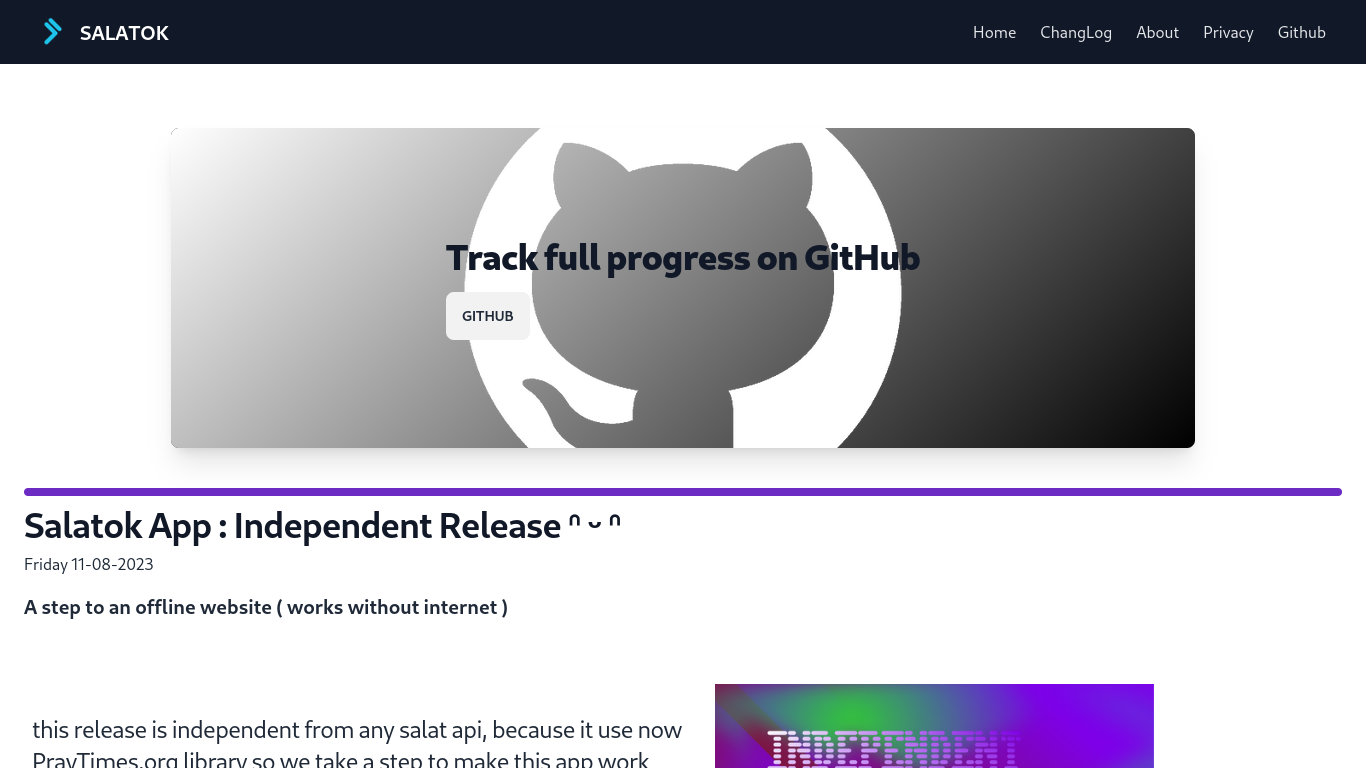 SALATOK
Home ChangLog About Privacy Github
Track full progress on GitHub
GITHUB
Salatok App : Independent Release ᐢ ᵕ ᐢ
Friday 11-08-2023
A step to an offline website ( works without internet )
this release is independent from any salat api, because it use now
PrayTimes.org library so we take a step to make this app work
INDEPENDENT